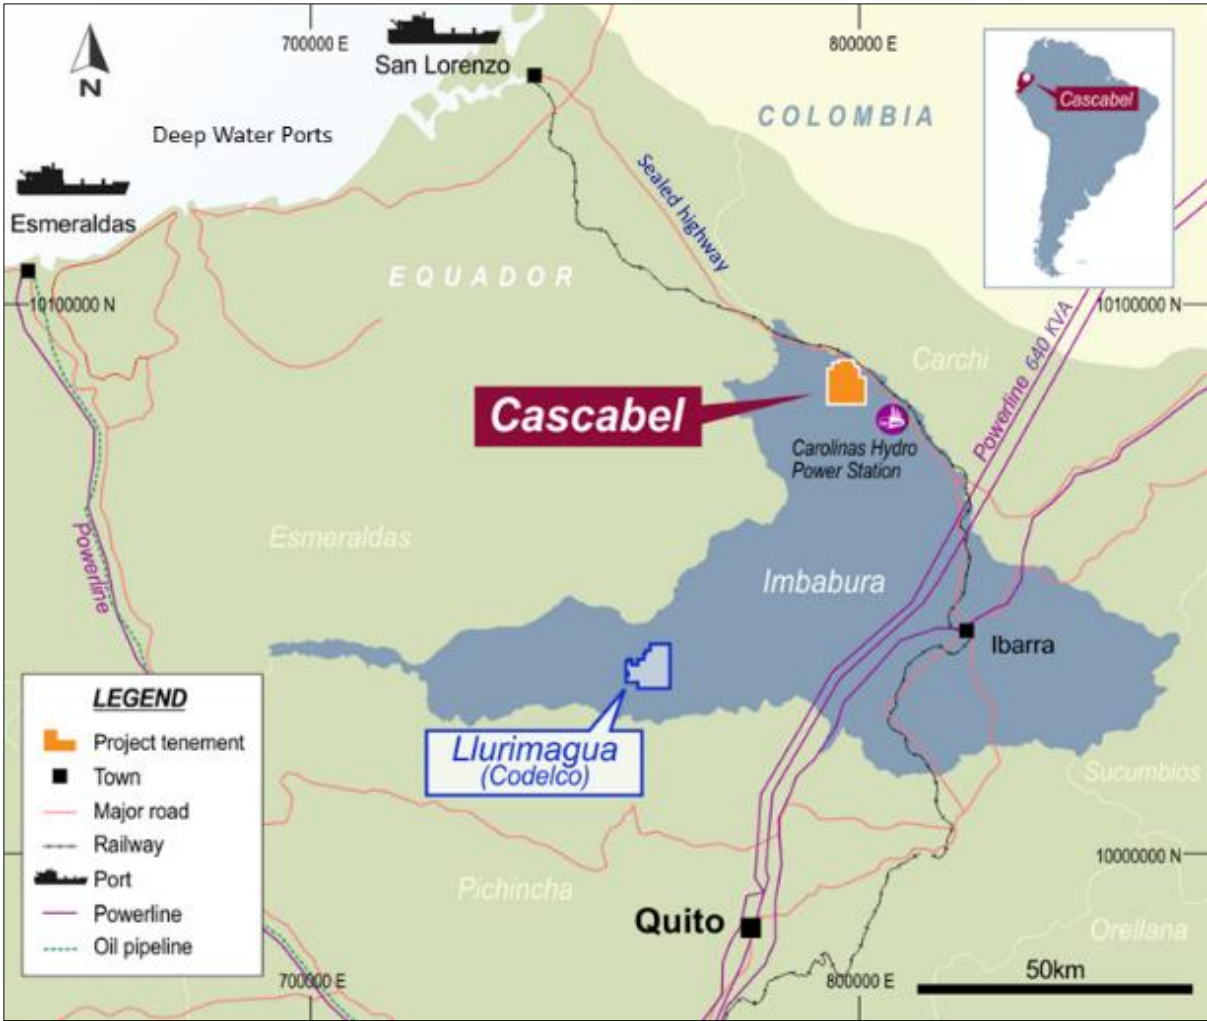 700000 E
800000 E
N
San Lorenzo
Deep Water Ports
COLOMBIA
Cascabel
Esmeraldas
Sealed highway
EQUADOR
10100000 N
10100000 N
Powerline 640 KVA
Carchi
Cascabel
Carolinas Hydro
Power Station
Esmeraldas
Powerline
Imbabura
Ibarra
Llurimagua
(Codelco)
LEGEND
Project tenement
Town
Major road
Railway
Port
Powerline
Oil pipeline
Sucumbios
10000000 N
Pichincha
Quito
Orellana
700000 E
800000 E
50km